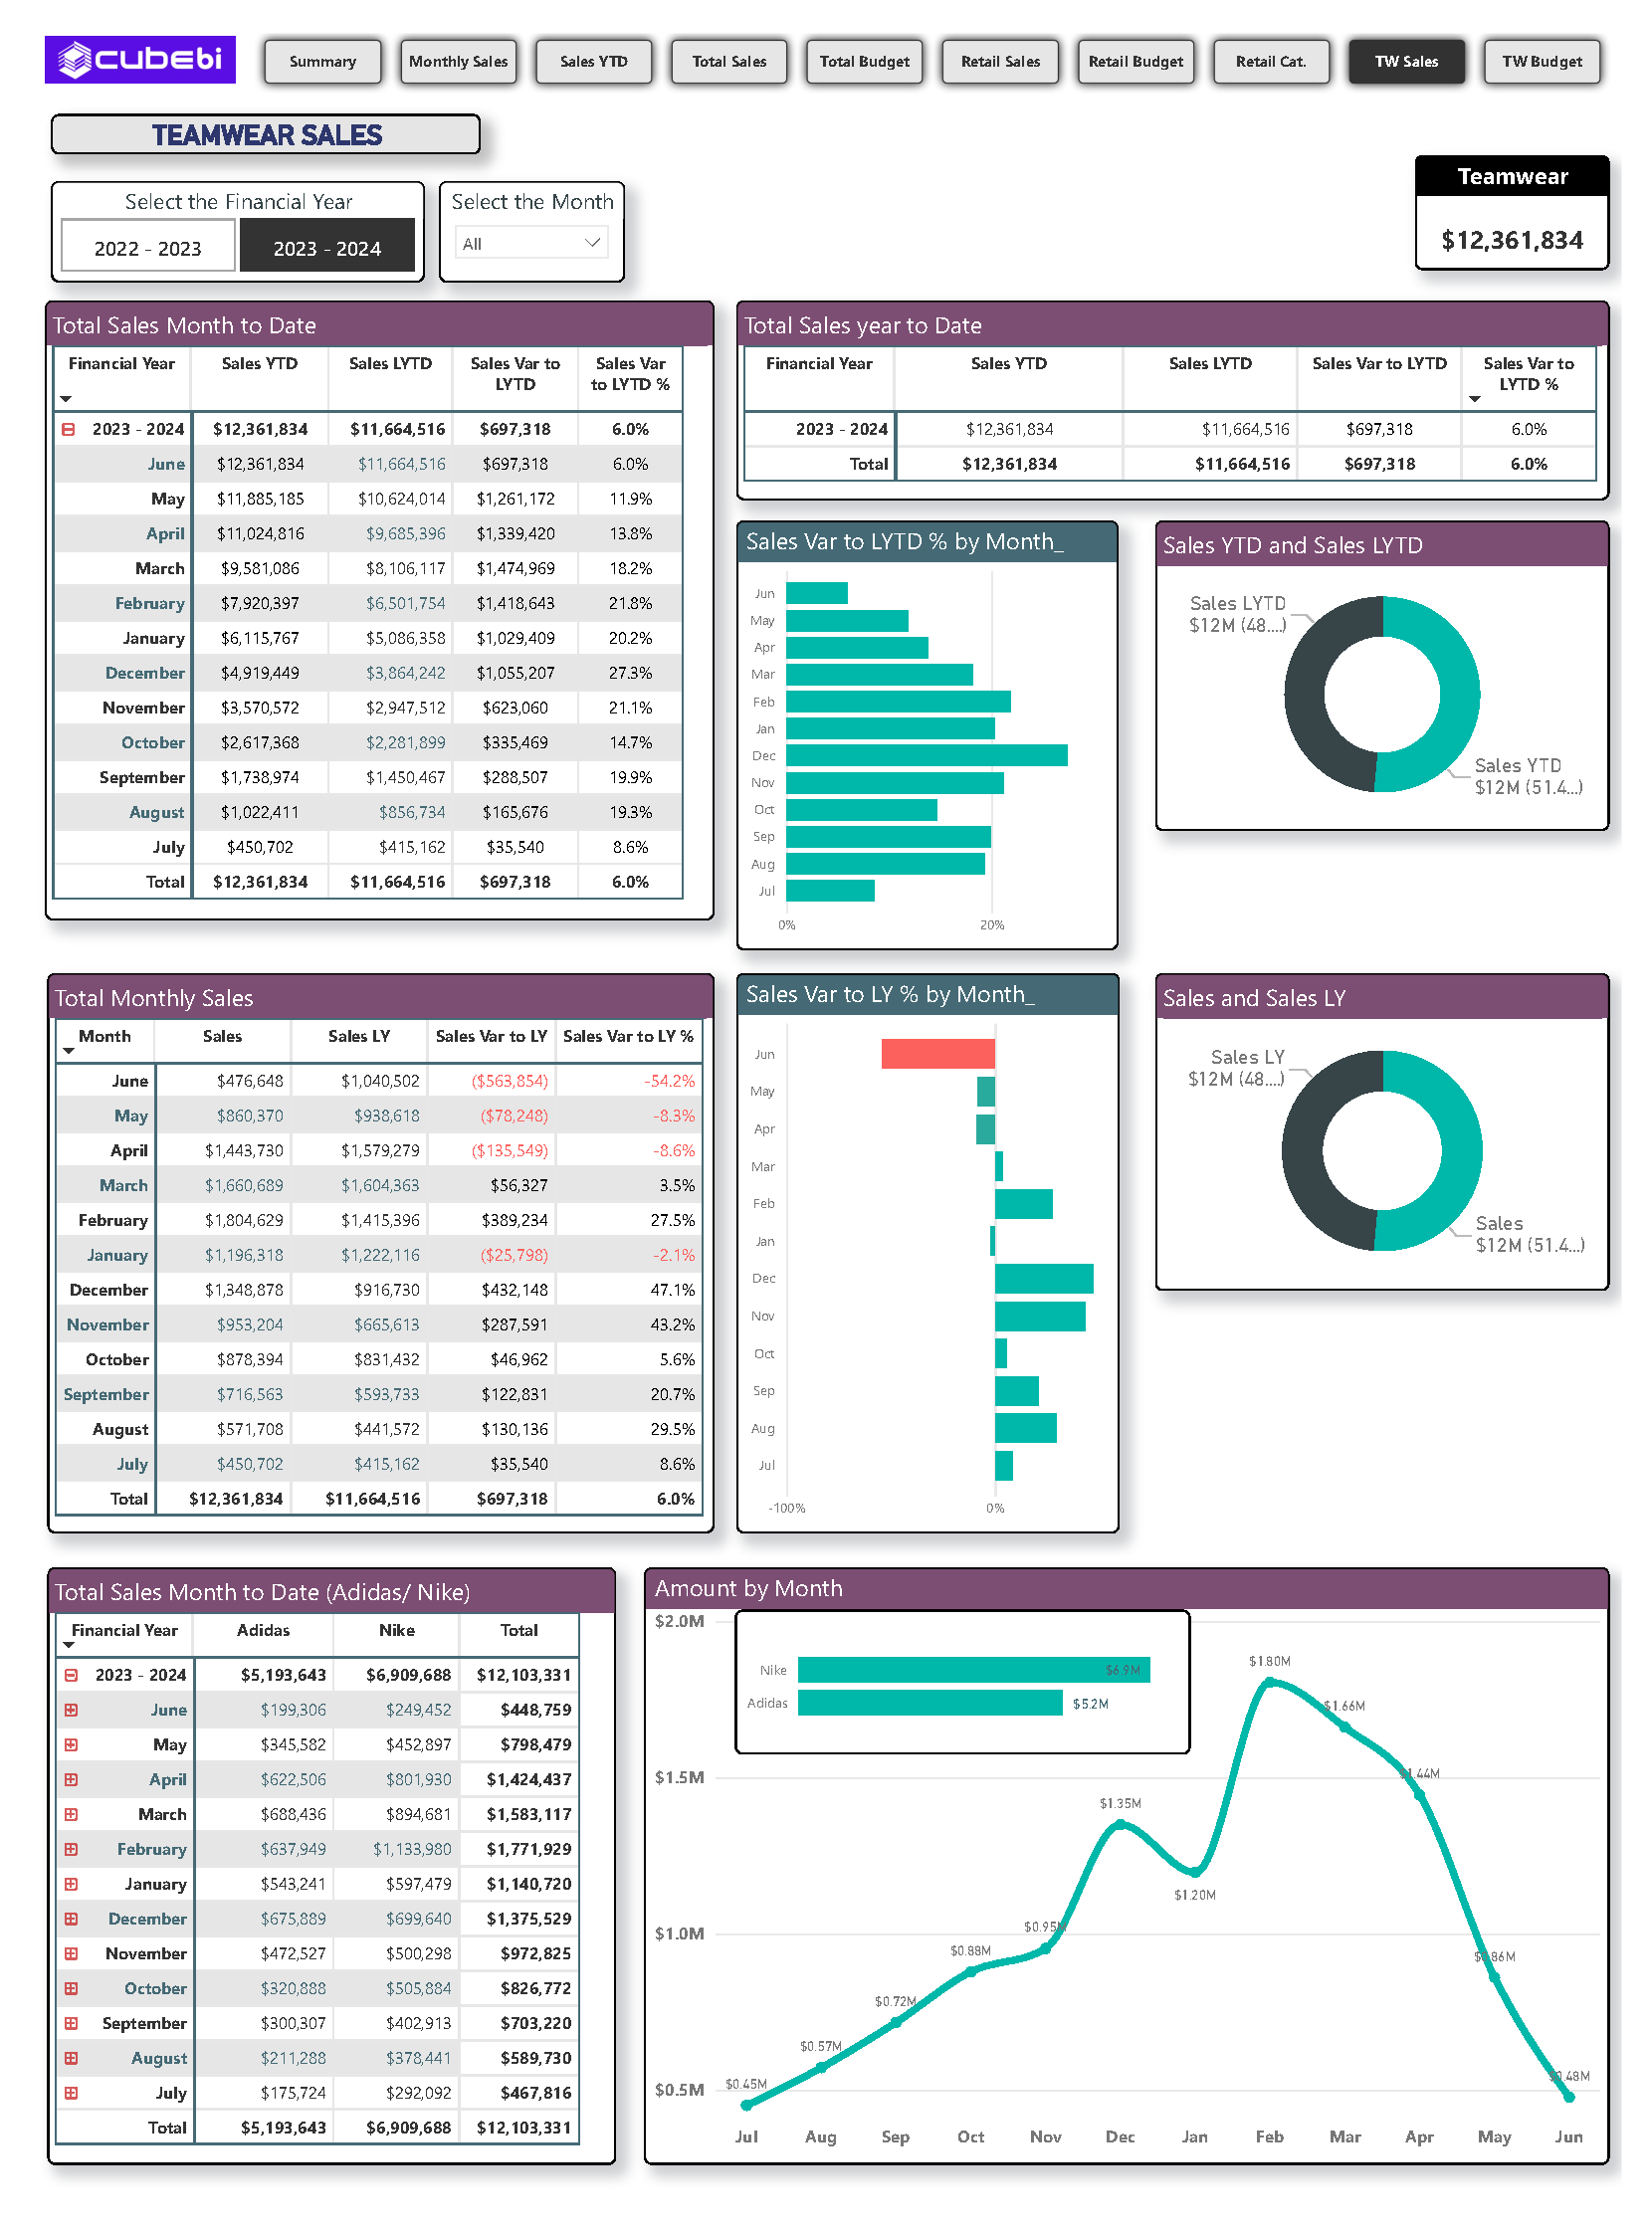 cubebi
Summary Monthly Sales Sales YTD Total Sales Total Budget Retail Sales Retail Budget Retail Cat. TW Sales TW Budget
TEAMWEAR SALES
Select the Financial Year
2022 - 2023 2023 - 2024
Select the Month
All
Teamwear
$12,361,834
Total Sales Month to Date
Financial Year Sales YTD Sales LYTD Sales Var to LYTD Sales Var to LYTD %
2023 - 2024 $12,361,834 $11,664,516 $697,318 6.0%
June $12,361,834 $11,664,516 $697,318 6.0%
May $11,885,185 $10,624,014 $1,261,172 11.9%
April $11,024,816 $9,685,396 $1,339,420 13.8%
March $9,581,086 $8,106,117 $1,474,969 18.2%
February $7,920,397 $6,501,754 $1,418,643 21.8%
January $6,115,767 $5,086,358 $1,029,409 20.2%
December $4,919,449 $3,864,242 $1,055,207 27.3%
November $3,570,572 $2,947,512 $623,060 21.1%
October $2,617,368 $2,281,899 $335,469 14.7%
September $1,738,974 $1,450,467 $288,507 19.9%
August $1,022,411 $856,734 $165,676 19.3%
July $450,702 $415,162 $35,540 8.6%
Total $12,361,834 $11,664,516 $697,318 6.0%
Total Sales year to Date
Financial Year Sales YTD Sales LYTD Sales Var to LYTD Sales Var to LYTD %
2023 - 2024 $12,361,834 $11,664,516 $697,318 6.0%
Total $12,361,834 $11,664,516 $697,318 6.0%
Sales Var to LYTD % by Month_
Jun
May
Apr
Mar
Feb
Jan
Dec
Nov
Oct
Sep
Aug
Jul
0% 20%
Sales YTD and Sales LYTD
Sales LYTD
$12M (48....)
Sales YTD
$12M (51.4...)
Total Monthly Sales
Month Sales Sales LY Sales Var to LY Sales Var to LY %
June $476,648 $1,040,502 ($563,854) -54.2%
May $860,370 $938,618 ($78,248) -8.3%
April $1,443,730 $1,579,279 ($135,549) -8.6%
March $1,660,689 $1,604,363 $56,327 3.5%
February $1,804,629 $1,415,396 $389,234 27.5%
January $1,196,318 $1,222,116 ($25,798) -2.1%
December $1,348,878 $916,730 $432,148 47.1%
November $953,204 $665,613 $287,591 43.2%
October $878,394 $831,432 $46,962 5.6%
September $716,563 $593,733 $122,831 20.7%
August $571,708 $441,572 $130,136 29.5%
July $450,702 $415,162 $35,540 8.6%
Total $12,361,834 $11,664,516 $697,318 6.0%
Sales Var to LY % by Month_
Jun
May
Apr
Mar
Feb
Jan
Dec
Nov
Oct
Sep
Aug
Jul
-100% 0%
Sales and Sales LY
Sales LY
$12M (48....)
Sales
$12M (51.4...)
Total Sales Month to Date (Adidas/ Nike)
Financial Year Adidas Nike Total
2023 - 2024 $5,193,643 $6,909,688 $12,103,331
June $199,306 $249,452 $448,759
May $345,582 $452,897 $798,479
April $622,506 $801,930 $1,424,437
March $688,436 $894,681 $1,583,117
February $637,949 $1,133,980 $1,771,929
January $543,241 $597,479 $1,140,720
December $675,889 $699,640 $1,375,529
November $472,527 $500,298 $972,825
October $320,888 $505,884 $826,772
September $300,307 $402,913 $703,220
August $211,288 $378,441 $589,730
July $175,724 $292,092 $467,816
Total $5,193,643 $6,909,688 $12,103,331
Amount by Month
$2.0M
$1.5M
$1.0M
$0.5M
Nike $6.9M
Adidas $5.2M
$0.45M $0.57M $0.72M $0.88M $0.95M $1.35M $1.20M $1.80M $1.66M $1.44M $0.86M $0.48M
Jul Aug Sep Oct Nov Dec Jan Feb Mar Apr May Jun